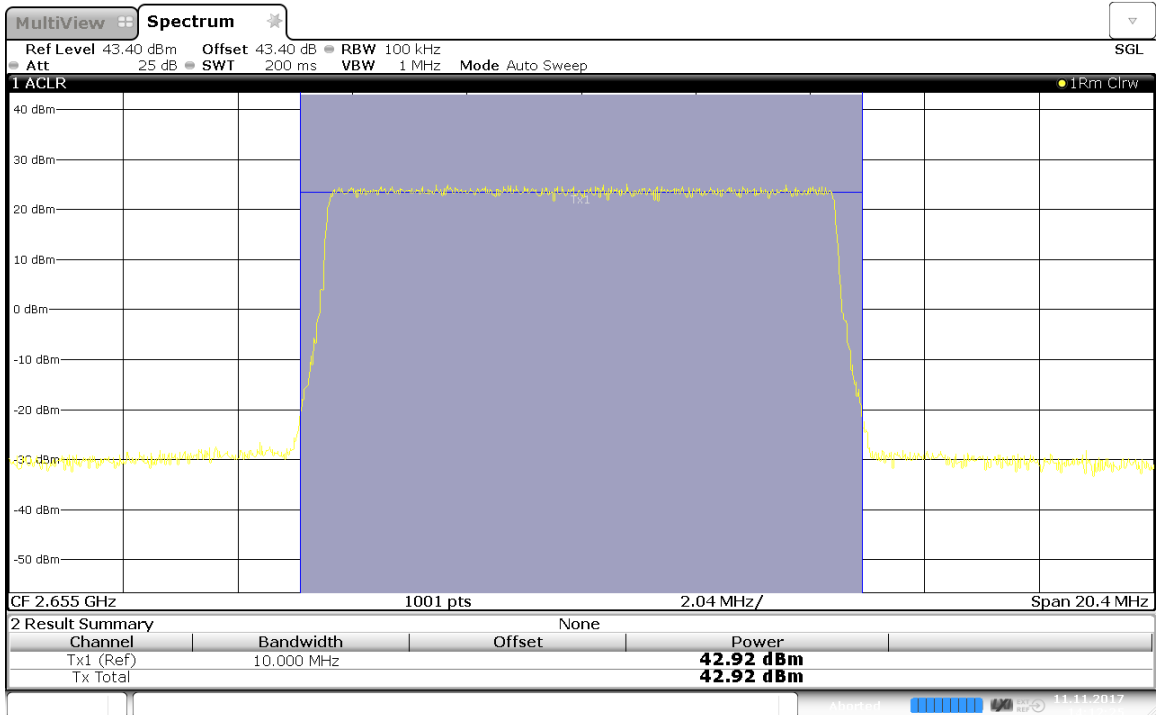 MultiView Spectrum
Ref Level 43.40 dBm Offset 43.40 dB RBW 100 kHz SGL
Att 25 dB SWT 200 ms VBW 1 MHz Mode Auto Sweep
1 ACLR 1Rm Clrw
40 dBm
30 dBm
Tx1
20 dBm
10 dBm
0 dBm
-10 dBm
-20 dBm
-30 dBm
-40 dBm
-50 dBm
CF 2.655 GHz 1001 pts 2.04 MHz/ Span 20.4 MHz
2 Result Summary None
Channel Bandwidth Offset Power
Tx1 (Ref) 10.000 MHz 42.92 dBm
Tx Total 42.92 dBm
Aborted 11.11.2017